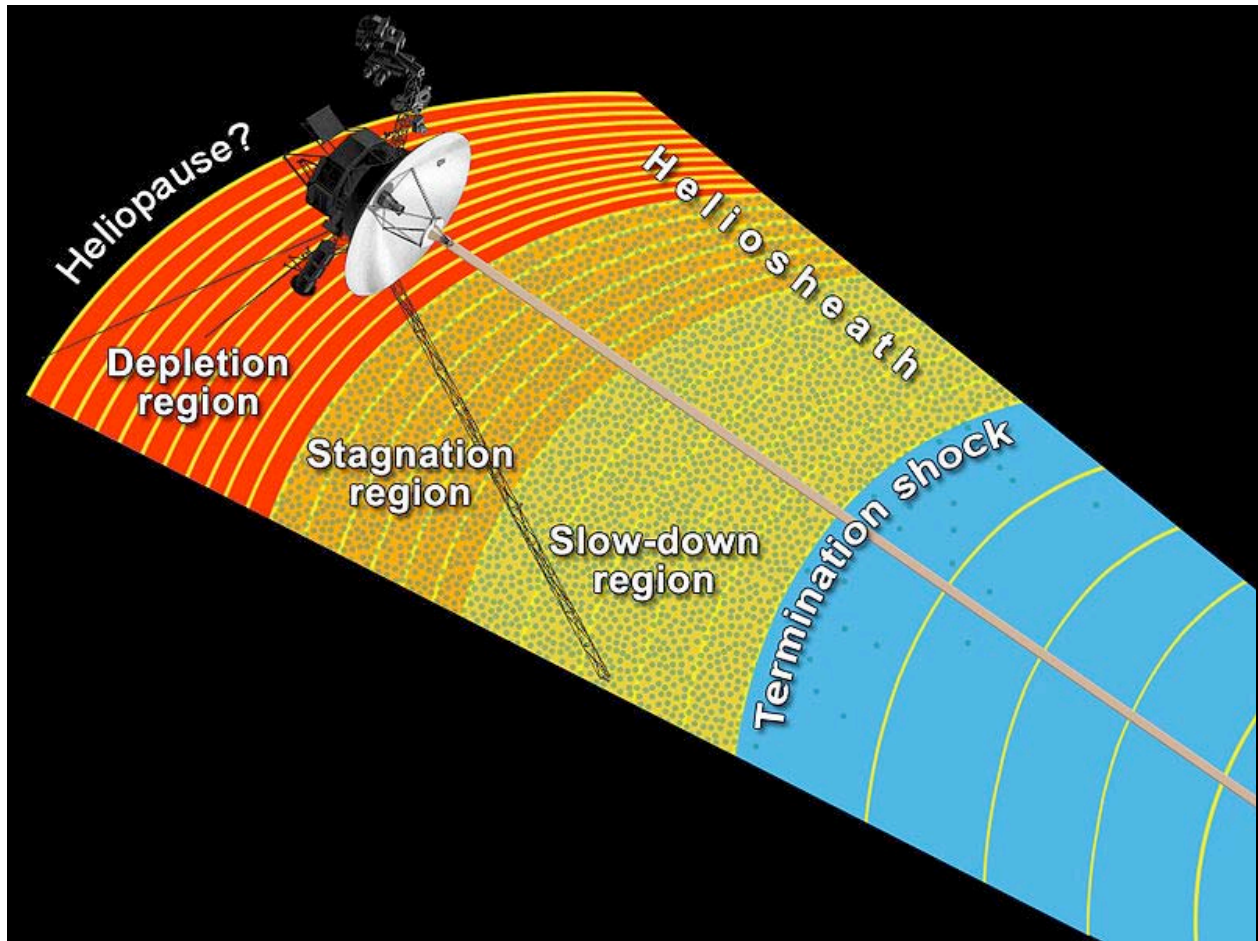 Heliopause?
Heliosheath
Depletion
region
Stagnation
region
Slow-down
region
Termination shock